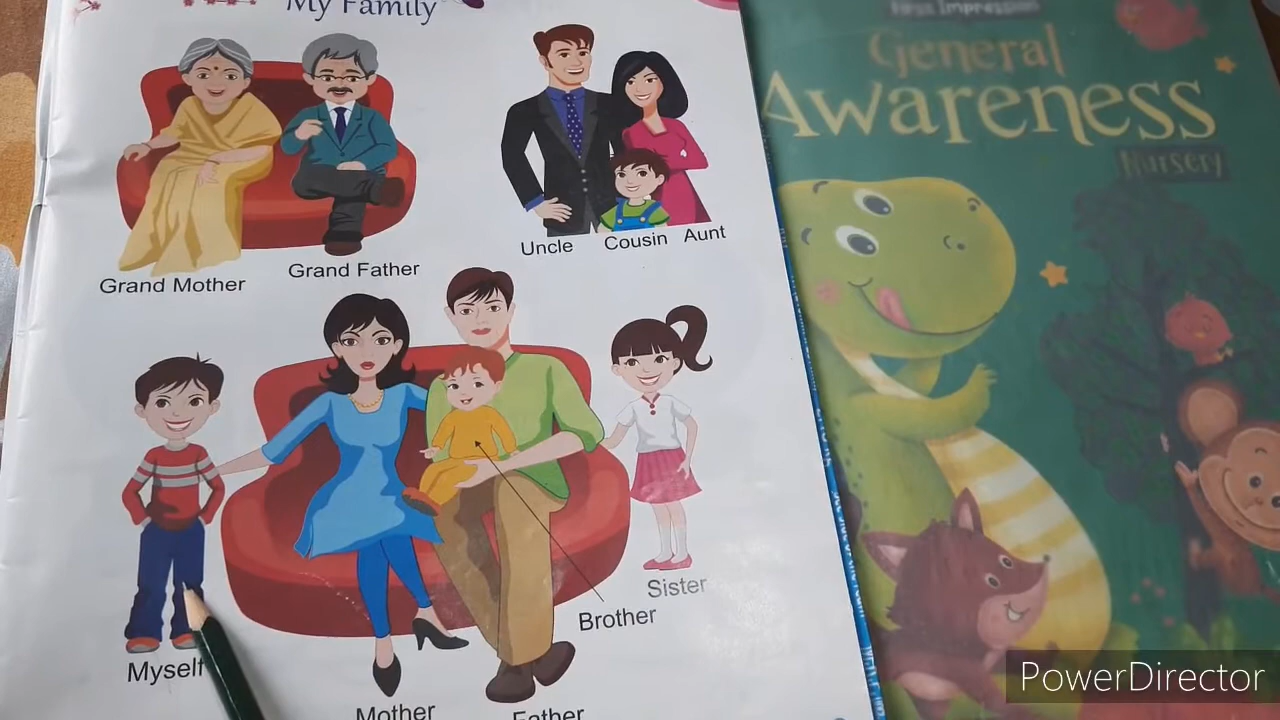 My Family
Grand Mother
Grand Father
Uncle
Cousin
Aunt
Myself
Mother
Father
Brother
Sister
First Impression
General
Awareness
Nursery
PowerDirector